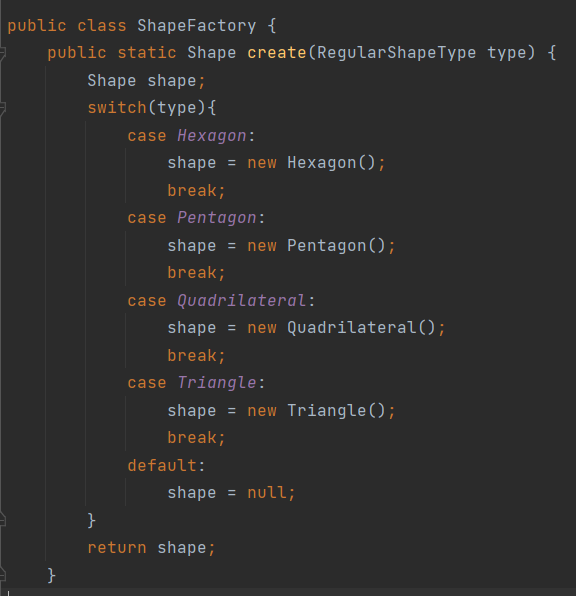 public class ShapeFactory {
    public static Shape create(RegularShapeType type) {
        Shape shape;
        switch(type){
            case Hexagon:
                shape = new Hexagon();
                break;
            case Pentagon:
                shape = new Pentagon();
                break;
            case Quadrilateral:
                shape = new Quadrilateral();
                break;
            case Triangle:
                shape = new Triangle();
                break;
            default:
                shape = null;
        }
        return shape;
    }